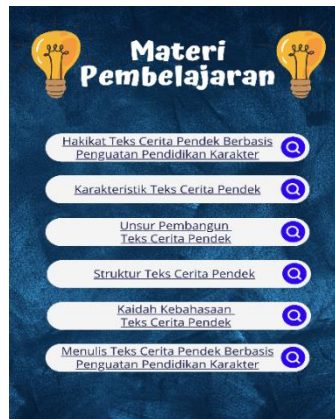 Materi
Pembelajaran
Hakikat Teks Cerita Pendek Berbasis
Penguatan Pendidikan Karakter
Karakteristik Teks Cerita Pendek
Unsur Pembangun
Teks Cerita Pendek
Struktur Teks Cerita Pendek
Kaidah Kebahasaan
Teks Cerita Pendek
Menulis Teks Cerita Pendek Berbasis
Penguatan Pendidikan Karakter